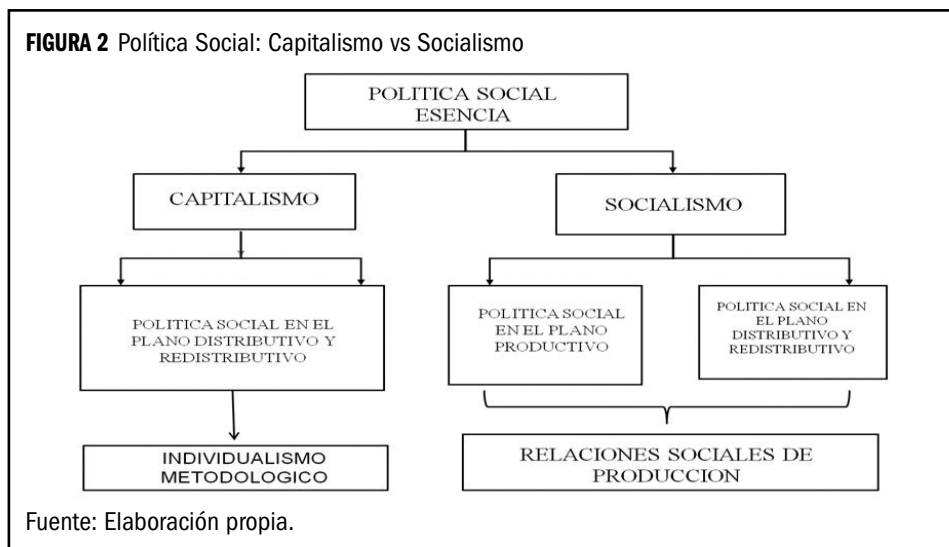 FIGURA 2 Política Social: Capitalismo vs Socialismo
POLITICA SOCIAL
ESENCIA
CAPITALISMO
SOCIALISMO
POLITICA SOCIAL EN EL
PLANO DISTRIBUTIVO Y
REDISTRIBUTIVO
POLITICA SOCIAL
EN EL PLANO
PRODUCTIVO
POLITICA SOCIAL EN
EL PLANO
DISTRIBUTIVO Y
REDISTRIBUTIVO
INDIVIDUALISMO
METODOLOGICO
RELACIONES SOCIALES DE
PRODUCCION
Fuente: Elaboración propia.